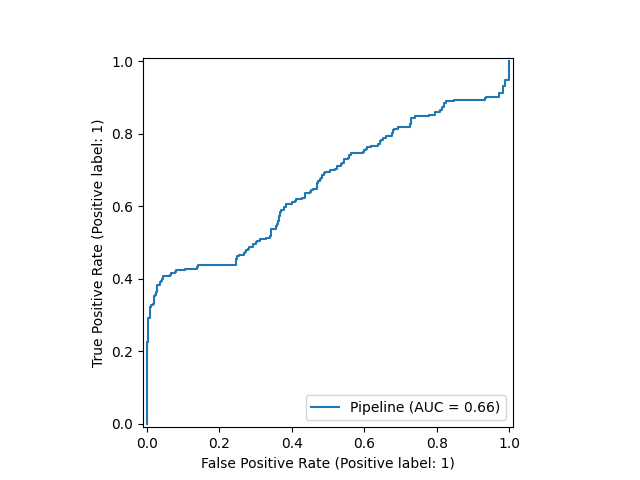 1.0
0.8
0.6
0.4
0.2
0.0
True Positive Rate (Positive label: 1)
Pipeline (AUC = 0.66)
0.0 0.2 0.4 0.6 0.8 1.0
False Positive Rate (Positive label: 1)